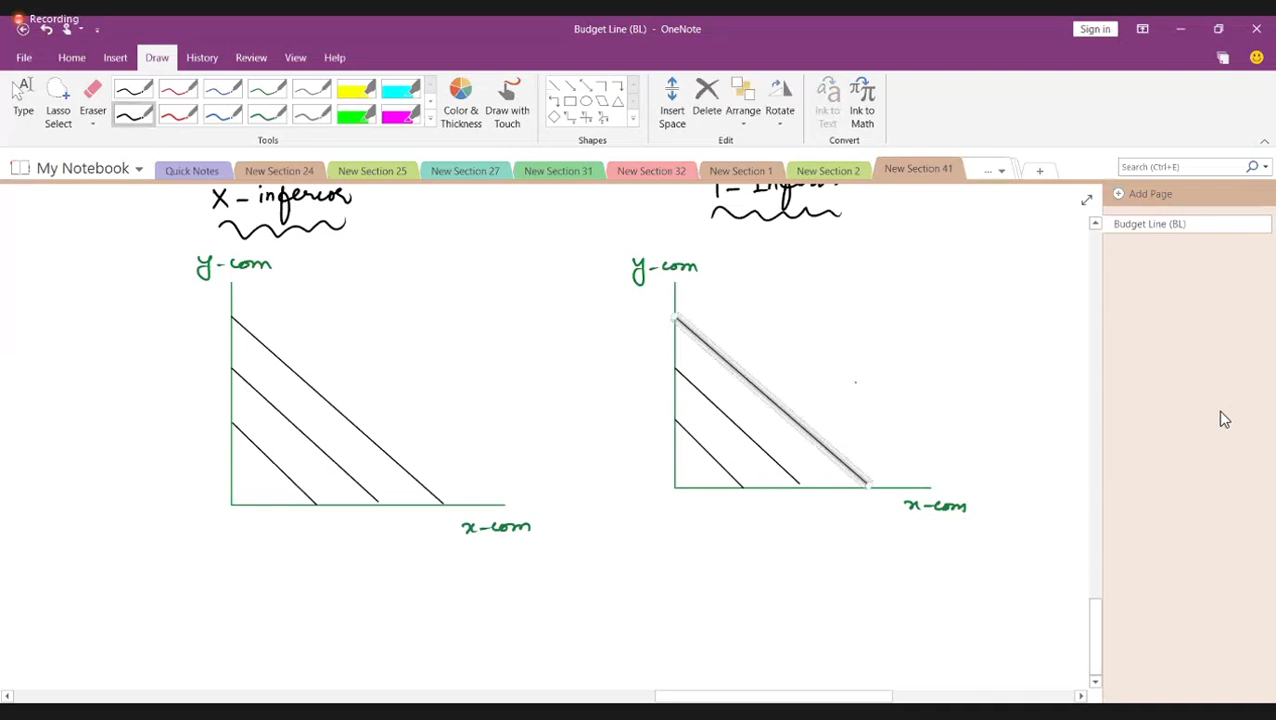 Recording
Budget Line (BL) - OneNote
Sign in
File
Home
Insert
Draw
History
Review
View
Help
Type
Lasso
Select
Eraser
Color &
Thickness
Draw with
Touch
Insert
Space
Delete
Arrange
Rotate
Ink to
Text
Ink to
Math
Tools
Shapes
Edit
Convert
My Notebook
Quick Notes
New Section 24
New Section 25
New Section 27
New Section 31
New Section 32
New Section 1
New Section 2
New Section 41
...
Search (Ctrl+E)
Add Page
Budget Line (BL)
X - inferior
y-com
x-com
y-com
x-com